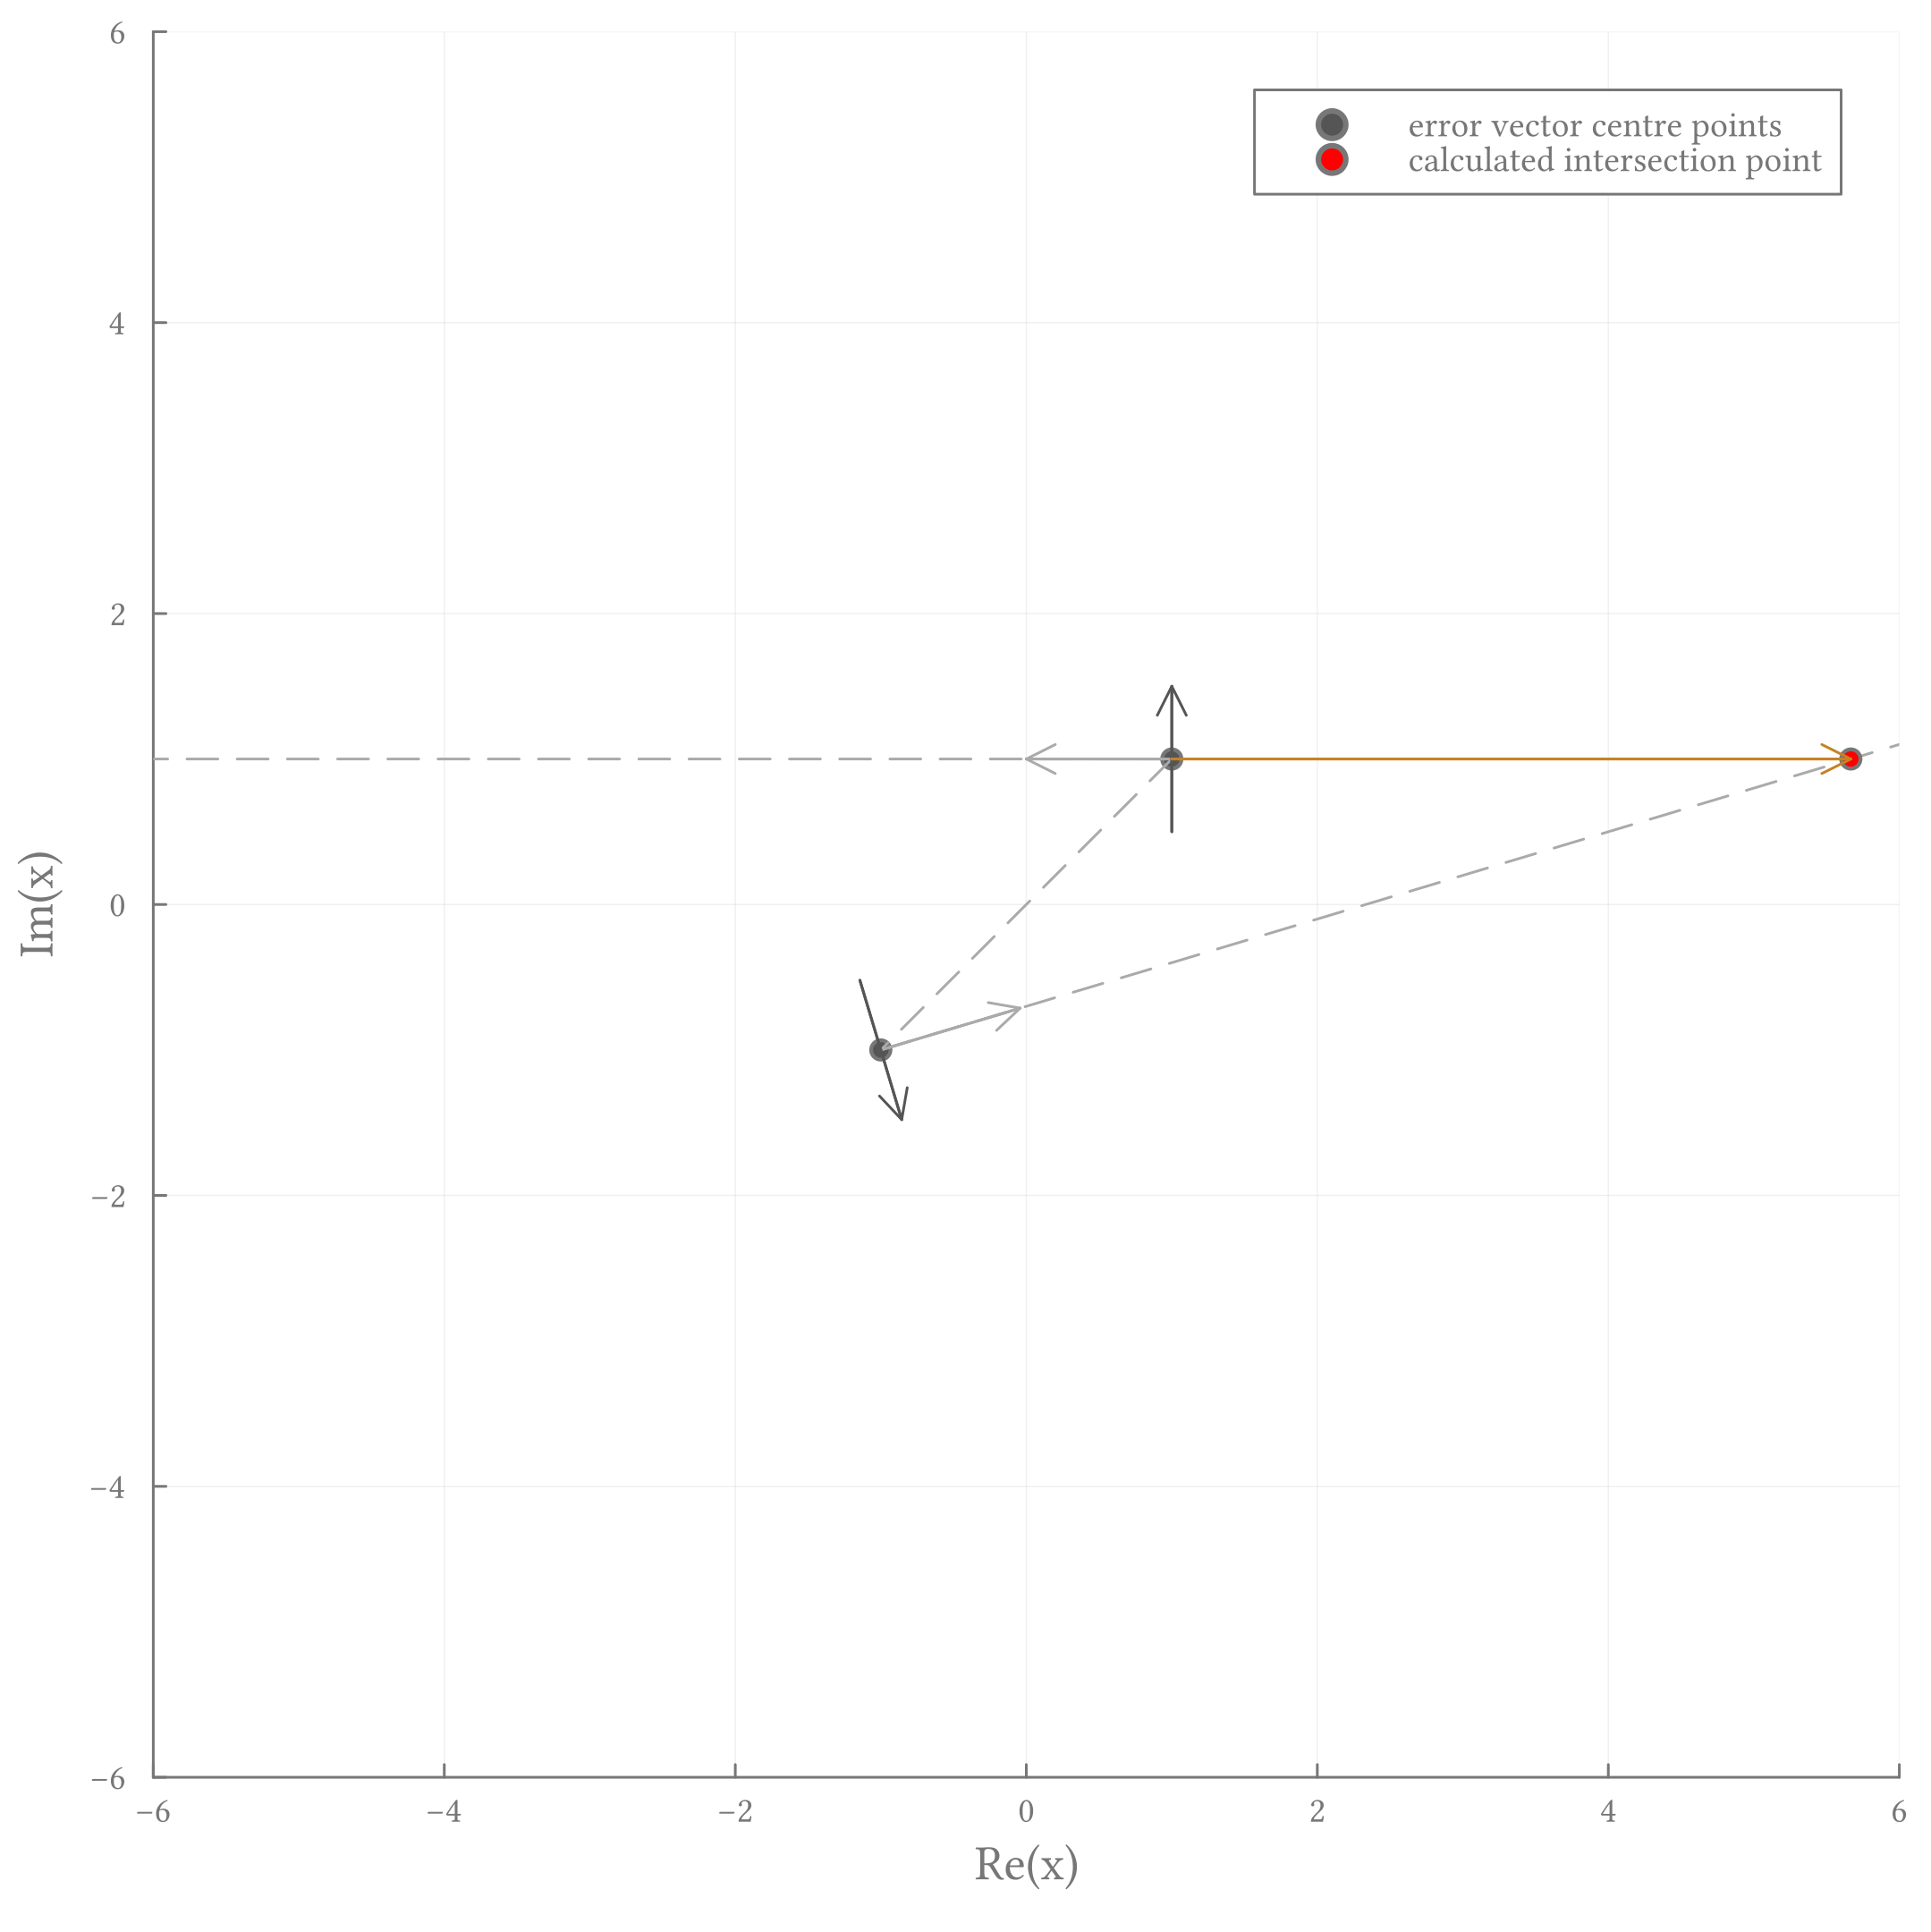 6
error vector centre points
calculated intersection point
4
2
Im(x)
0
−2
−4
−6
−6 −4 −2 0 2 4 6
Re(x)